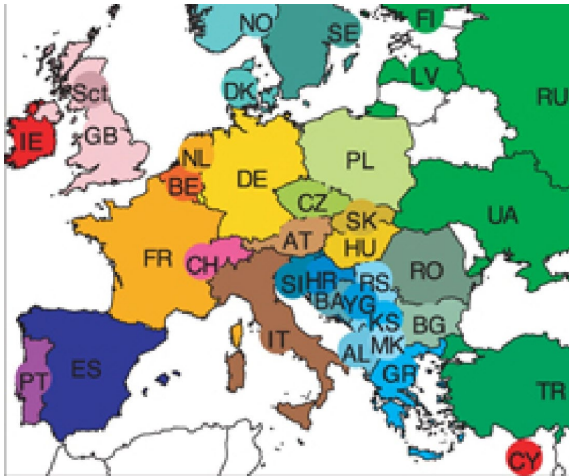 FI
NO
SE
LV
Sct
DK
RU
IE
GB
NL
PL
BE
DE
CZ
SK
UA
AT
HU
FR
CH
RO
SI
HR
RS
BA
YG
KS
BG
MK
IT
AL
GR
PT
ES
TR
CY